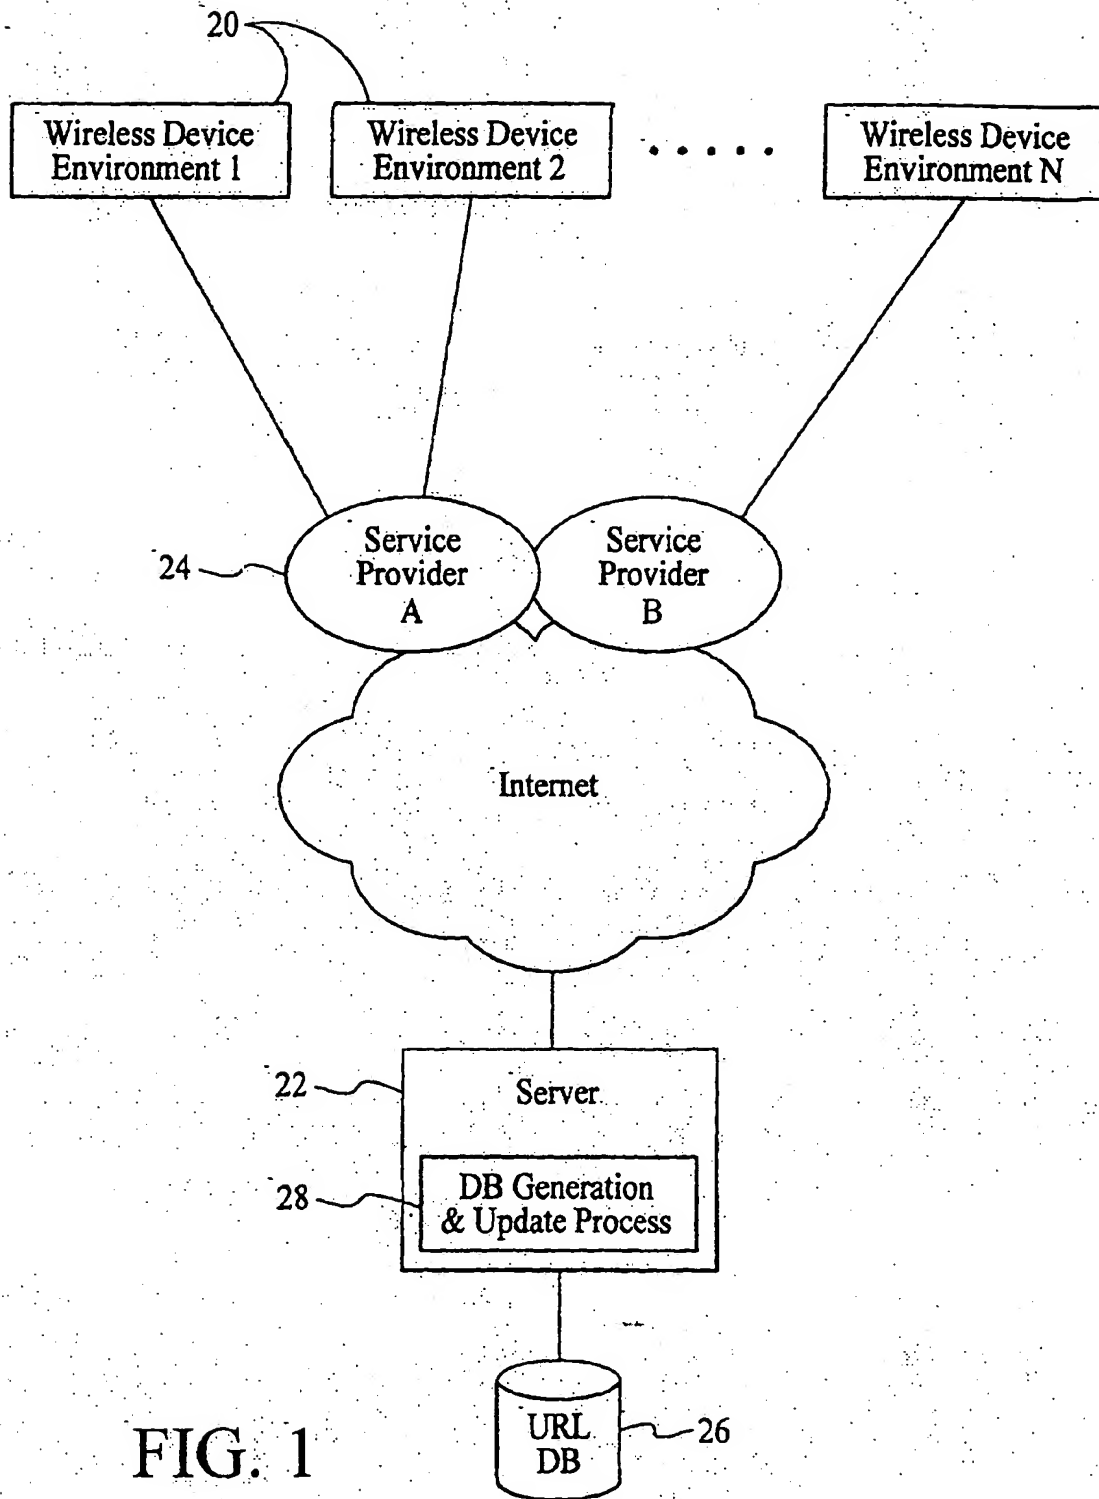 20
Wireless Device
Environment 1
Wireless Device
Environment 2
Wireless Device
Environment N
24
Service
Provider
A
Service
Provider
B
Internet
22
Server
28
DB Generation
& Update Process
URL
DB
26
FIG. 1